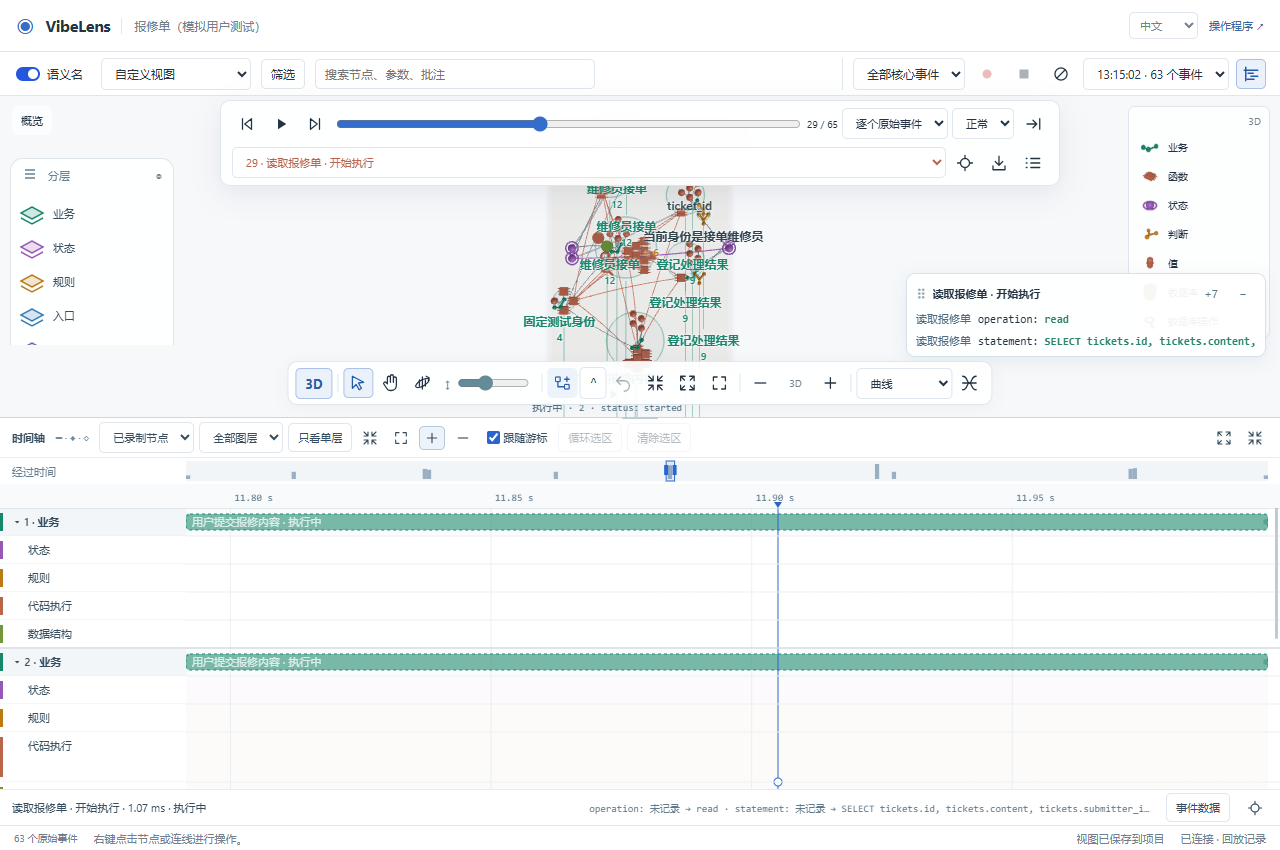 VibeLens 报修单（模拟用户测试） 中文 操作程序 ↗
语义名 自定义视图 筛选 搜索节点、参数、批注 全部核心事件 13:15:02 · 63 个事件
概览 29 / 65 逐个原始事件 正常 3D
29 · 读取报修单 · 开始执行
分层
业务
状态
规则
入口
业务
函数
状态
判断
值
维修员接单
12
ticket.id
维修员接单
12
当前身份是接单维修员
维修员接单
12
登记处理结果
9
登记处理结果
9
固定测试身份
4
登记处理结果
9
读取报修单 · 开始执行 +7 −
读取报修单 operation: read
读取报修单 statement: SELECT tickets.id, tickets.content,
3D 3D 曲线
执行中 · 2 · status: started
时间轴 已录制节点 全部图层 只看单层 跟随游标 循环选区 清除选区
经过时间
11.80 s 11.85 s 11.90 s 11.95 s
1 · 业务 用户提交报修内容 · 执行中
状态
规则
代码执行
数据结构
2 · 业务 用户提交报修内容 · 执行中
状态
规则
代码执行
读取报修单 · 开始执行 · 1.07 ms · 执行中 operation: 未记录 → read · statement: 未记录 → SELECT tickets.id, tickets.content, tickets.submitter_i… 事件数据
63 个原始事件 右键点击节点或连线进行操作。 视图已保存到项目 已连接 · 回放记录